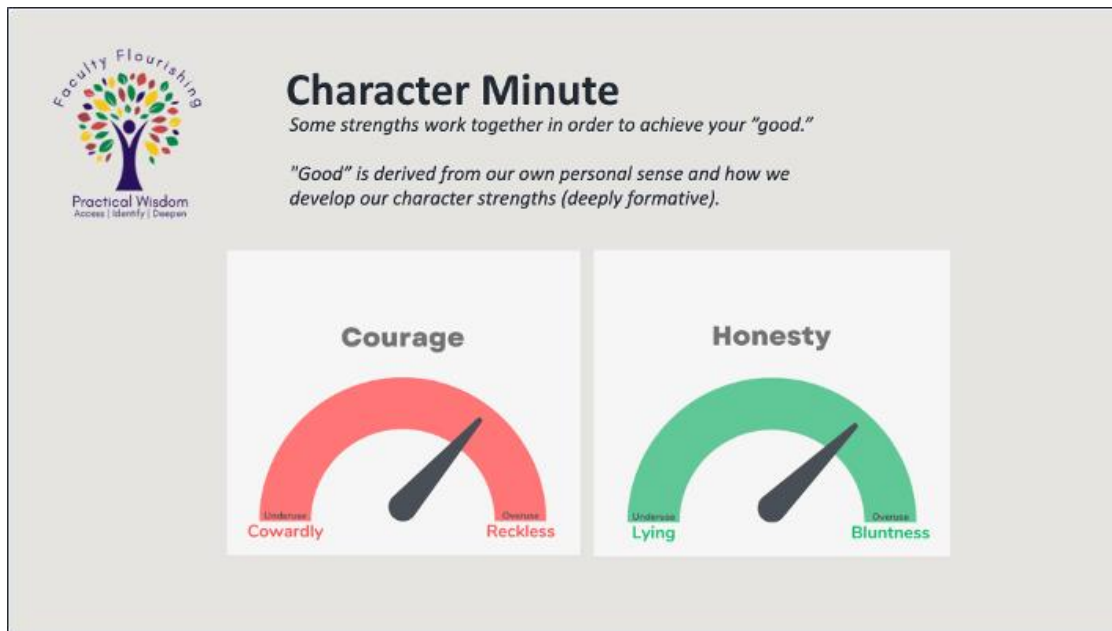 Faculty Flourishing
Practical Wisdom
Access | Identify | Deepen
Character Minute
Some strengths work together in order to achieve your “good.”
"Good” is derived from our own personal sense and how we
develop our character strengths (deeply formative).
Courage
Underuse
Overuse
Cowardly
Reckless
Honesty
Underuse
Overuse
Lying
Bluntness